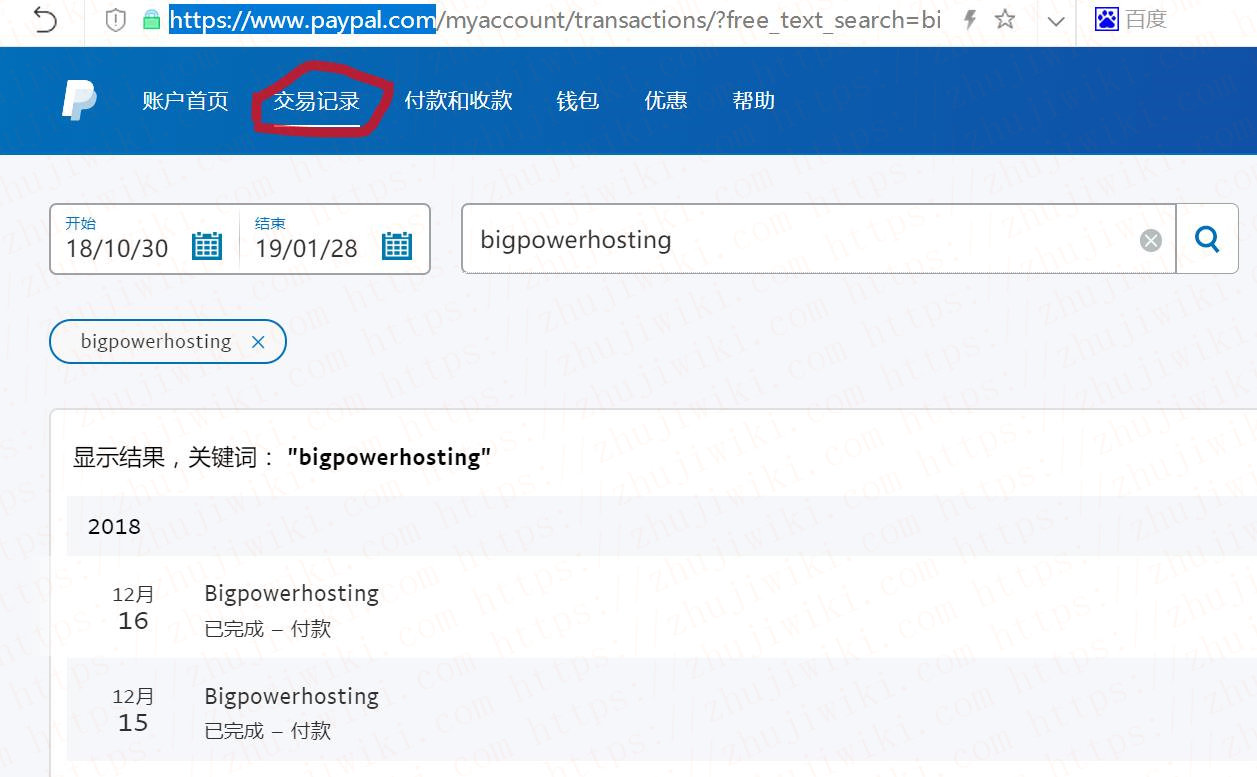 https://www.paypal.com/myaccount/transactions/?free_text_search=bi
百度
账户首页 交易记录 付款和收款 钱包 优惠 帮助
开始 结束
18/10/30 19/01/28
bigpowerhosting
bigpowerhosting ×
显示结果，关键词： "bigpowerhosting"
2018
12月 Bigpowerhosting
16 已完成 – 付款
12月 Bigpowerhosting
15 已完成 – 付款
https://zhujiwiki.com